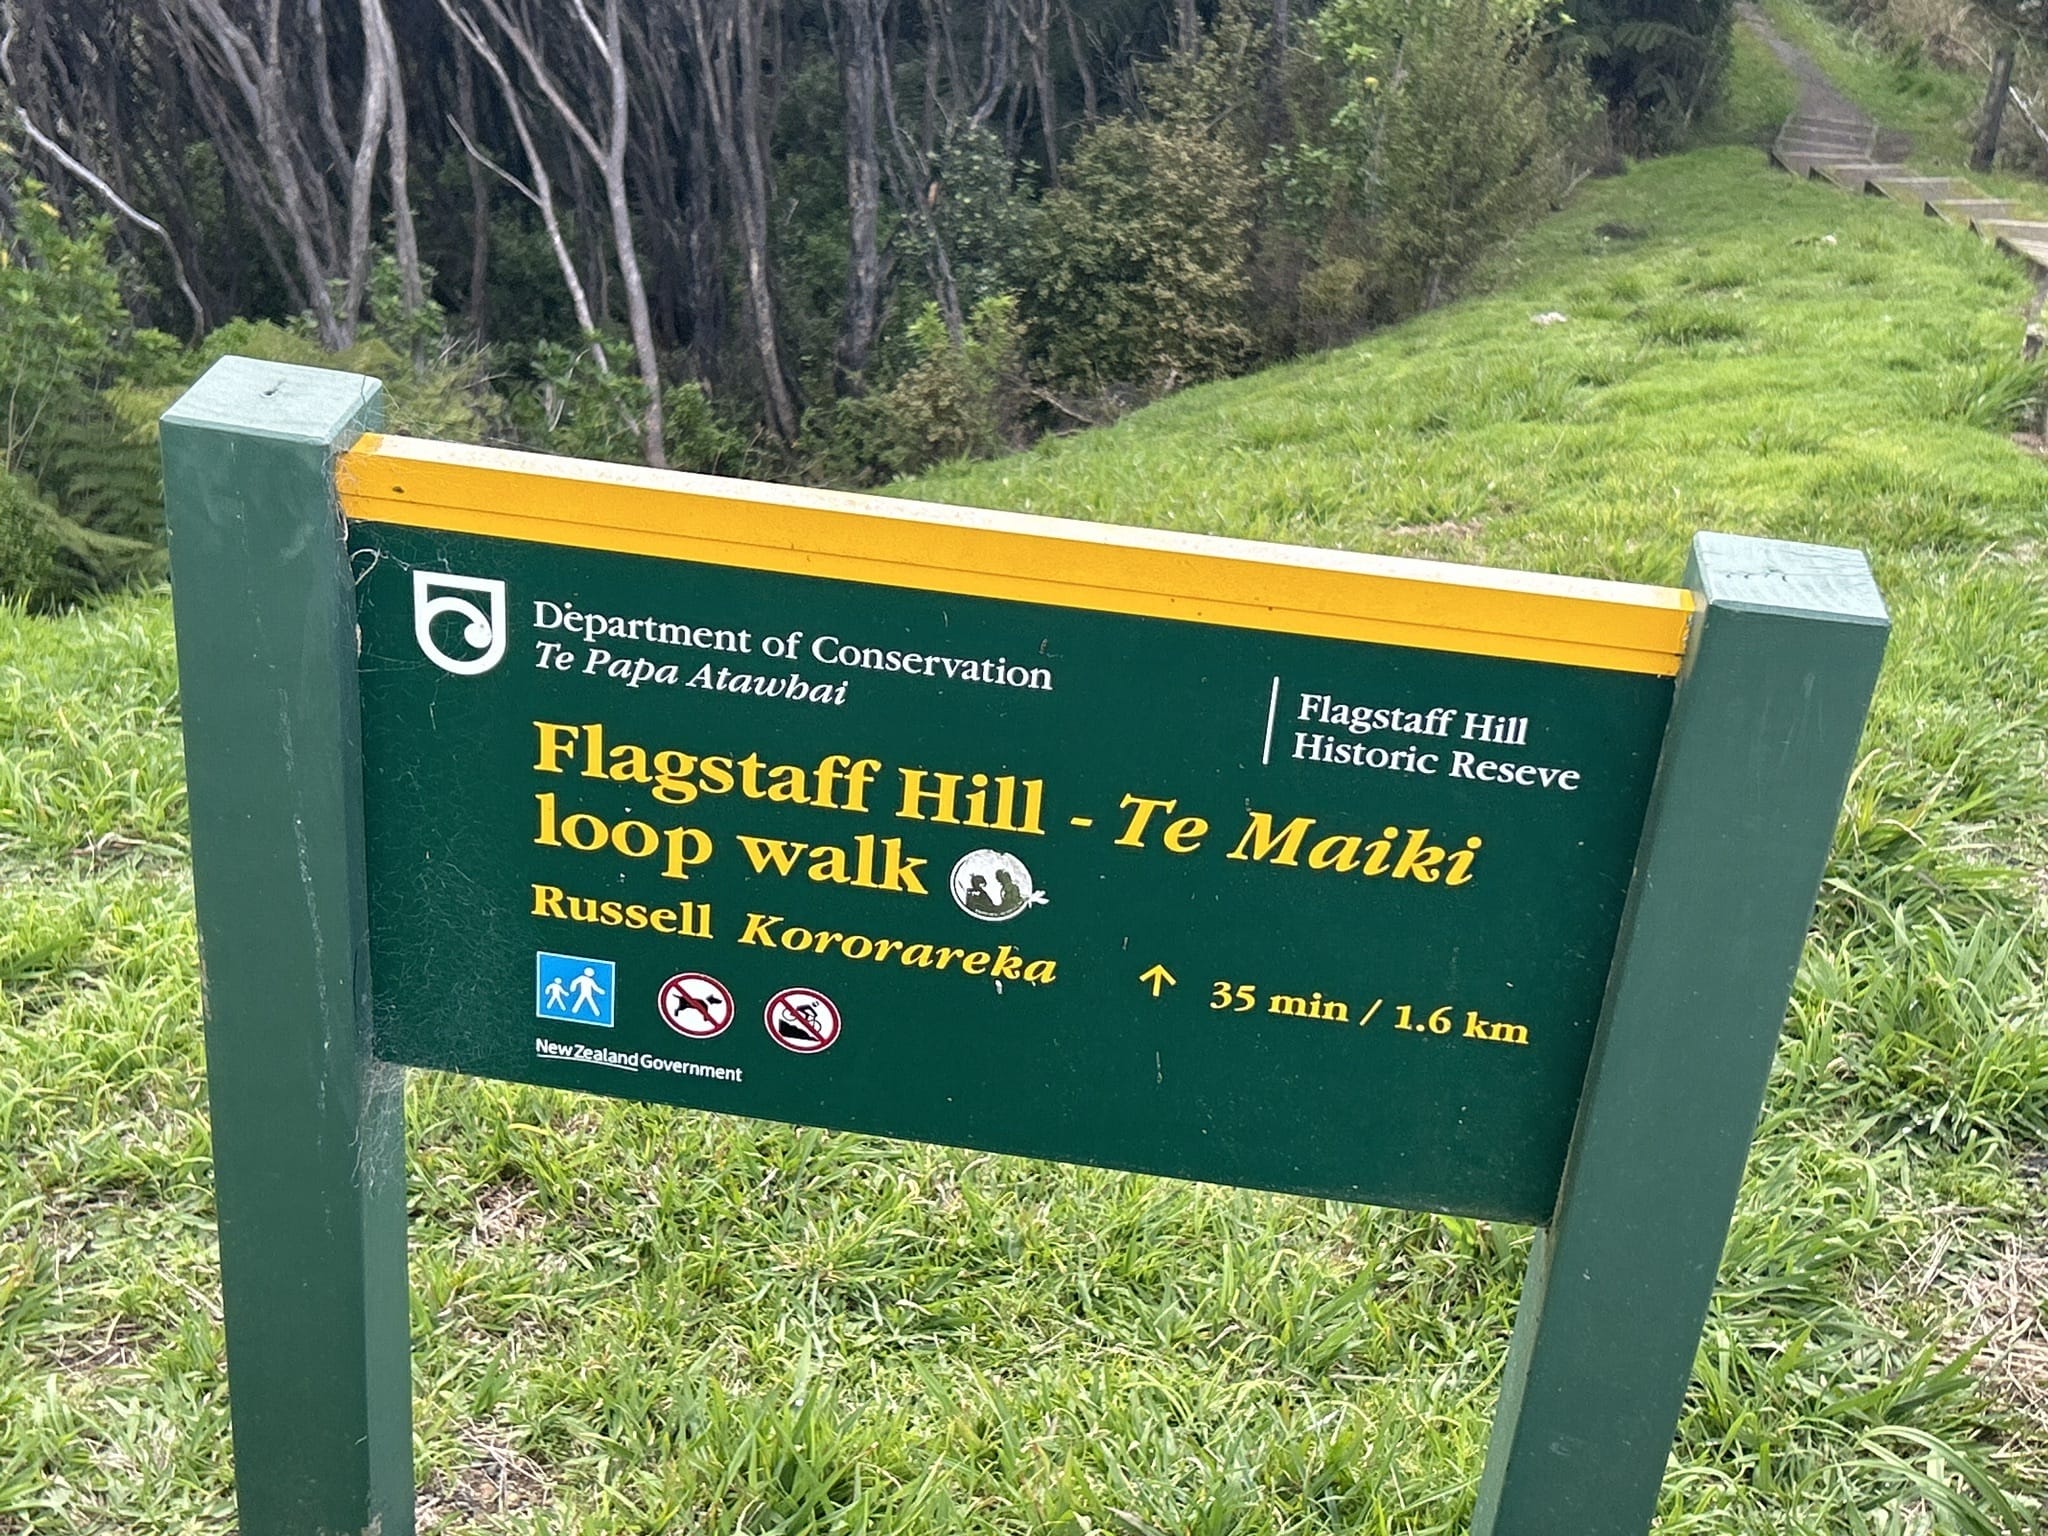 Department of Conservation
Te Papa Atawhai
Flagstaff Hill
Historic Reseve
Flagstaff Hill - Te Maiki
loop walk
Russell Kororareka
↑ 35 min / 1.6 km
New Zealand Government